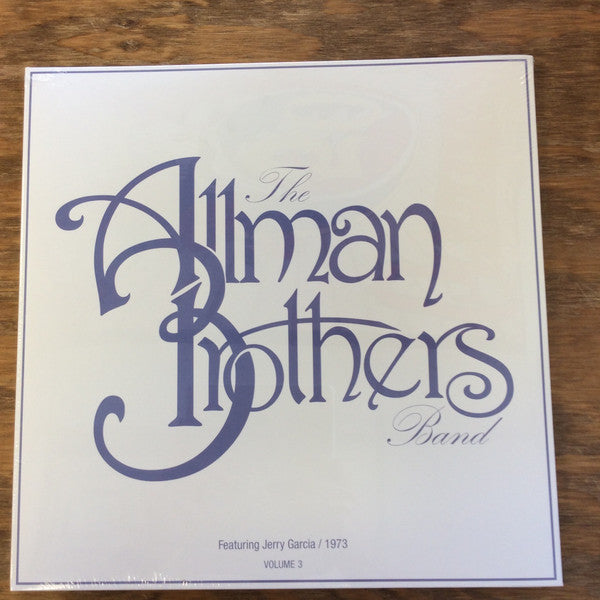 The
Allman
Brothers
Band
Featuring Jerry Garcia / 1973
VOLUME 3